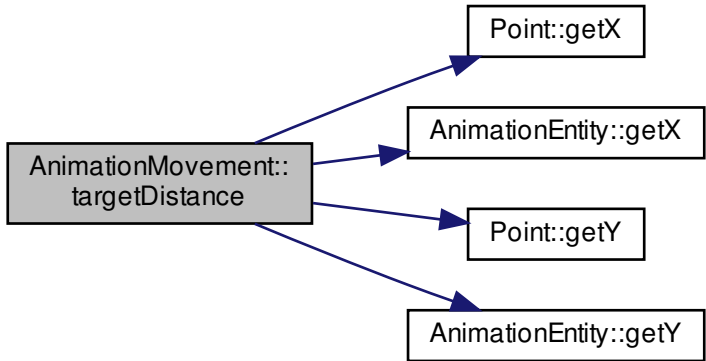 Point::getX
AnimationEntity::getX
AnimationMovement::
targetDistance
Point::getY
AnimationEntity::getY